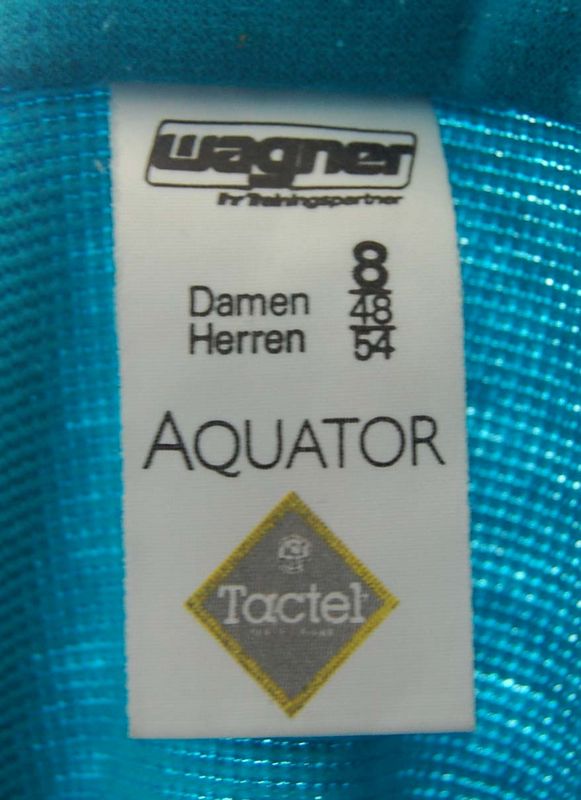 wagner
Ihr Trainingspartner
8
Damen 48
Herren 54
AQUATOR
Tactel